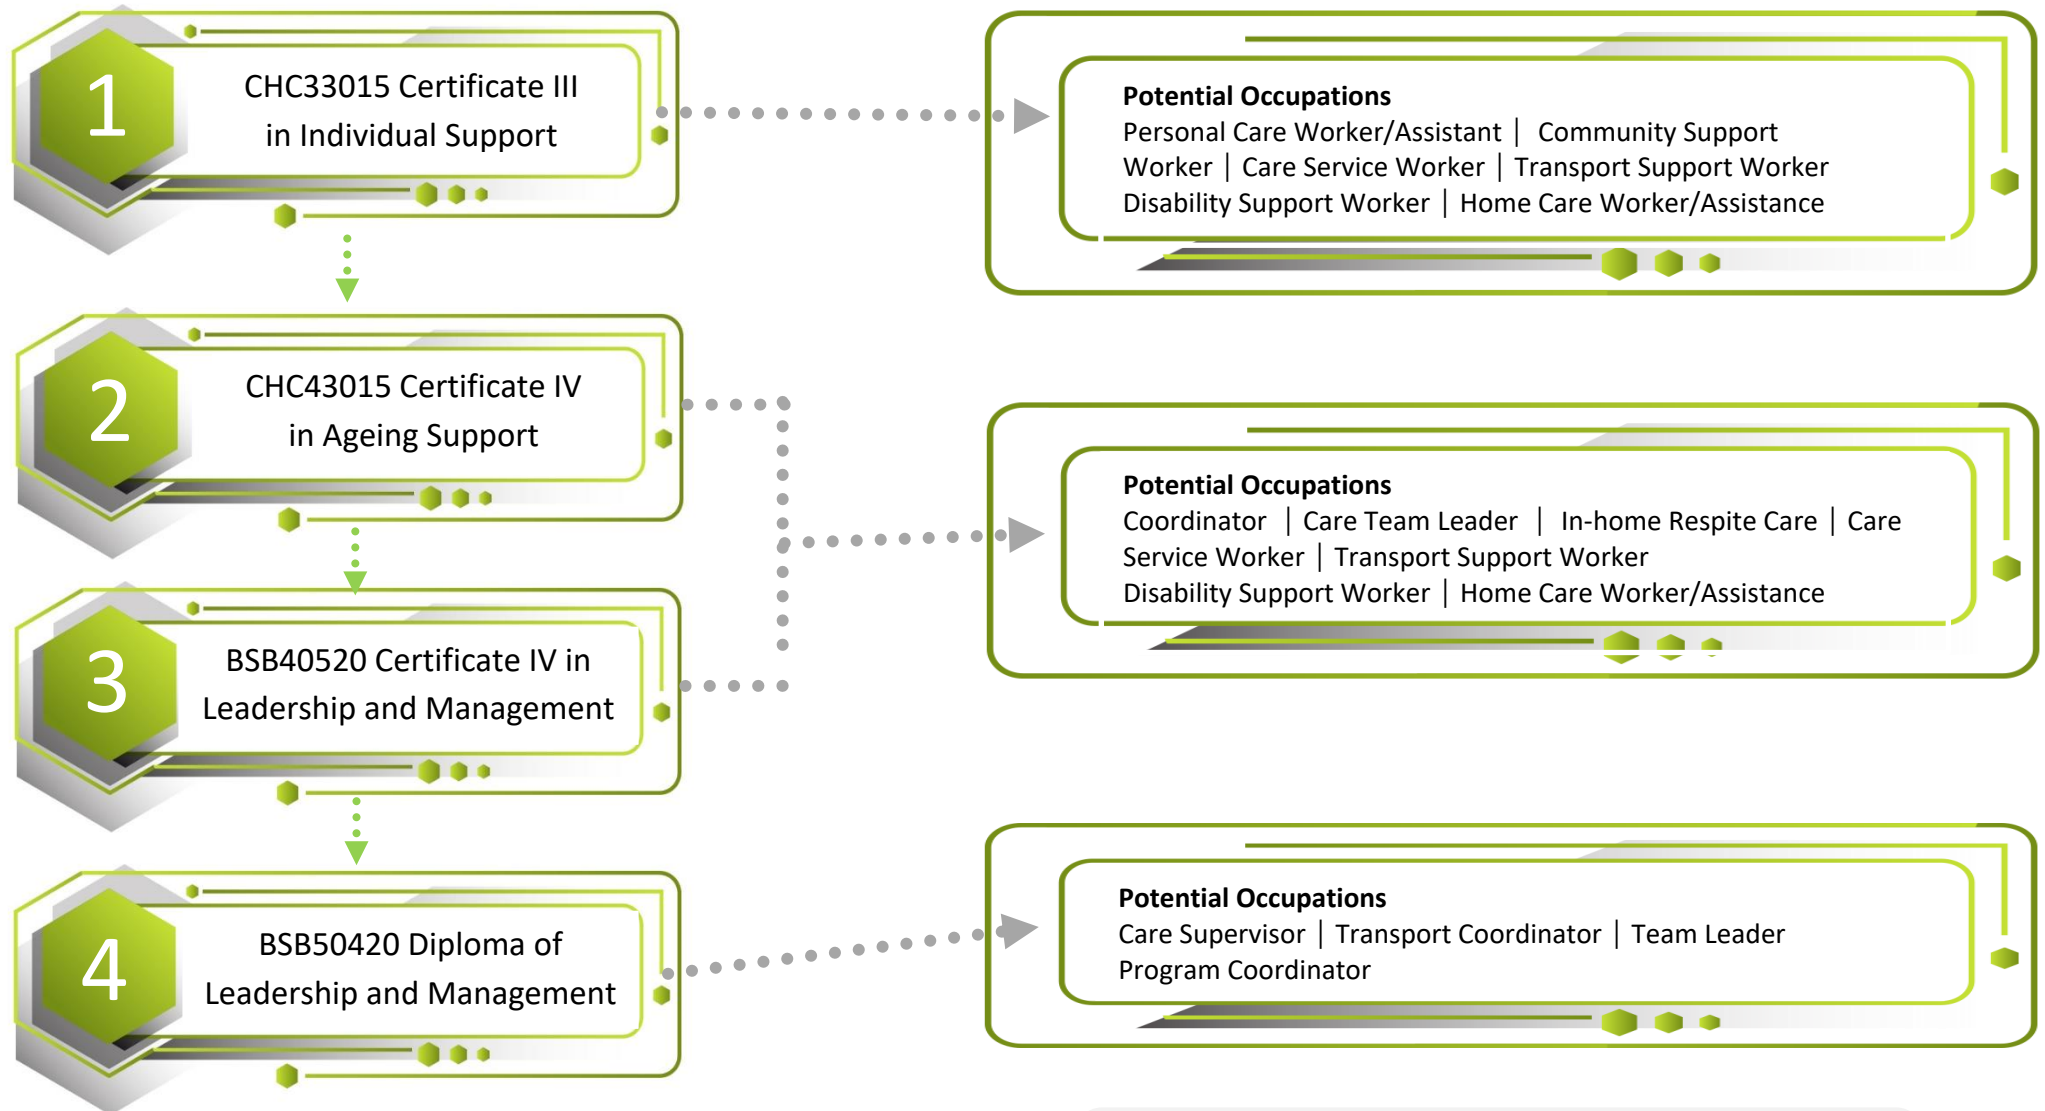 1
CHC33015 Certificate III
in Individual Support
Potential Occupations
Personal Care Worker/Assistant │ Community Support
Worker │ Care Service Worker │ Transport Support Worker
Disability Support Worker │ Home Care Worker/Assistance
2
CHC43015 Certificate IV
in Ageing Support
Potential Occupations
Coordinator │ Care Team Leader │ In-home Respite Care │ Care
Service Worker │ Transport Support Worker
Disability Support Worker │ Home Care Worker/Assistance
3
BSB40520 Certificate IV in
Leadership and Management
4
BSB50420 Diploma of
Leadership and Management
Potential Occupations
Care Supervisor │ Transport Coordinator │ Team Leader
Program Coordinator